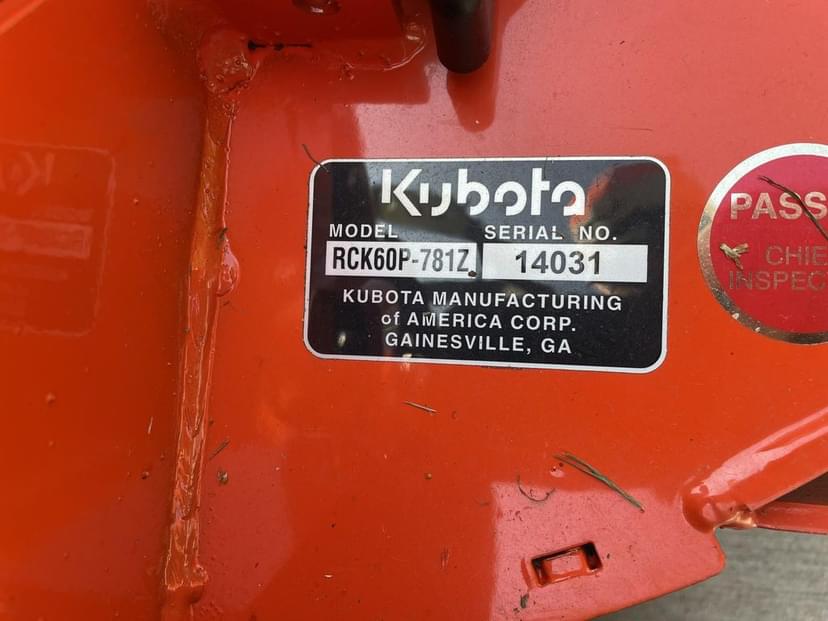 Kubota
MODEL SERIAL NO.
RCK60P-781Z 14031
KUBOTA MANUFACTURING
of AMERICA CORP.
GAINESVILLE, GA
PASS
CHIE
INSPEC